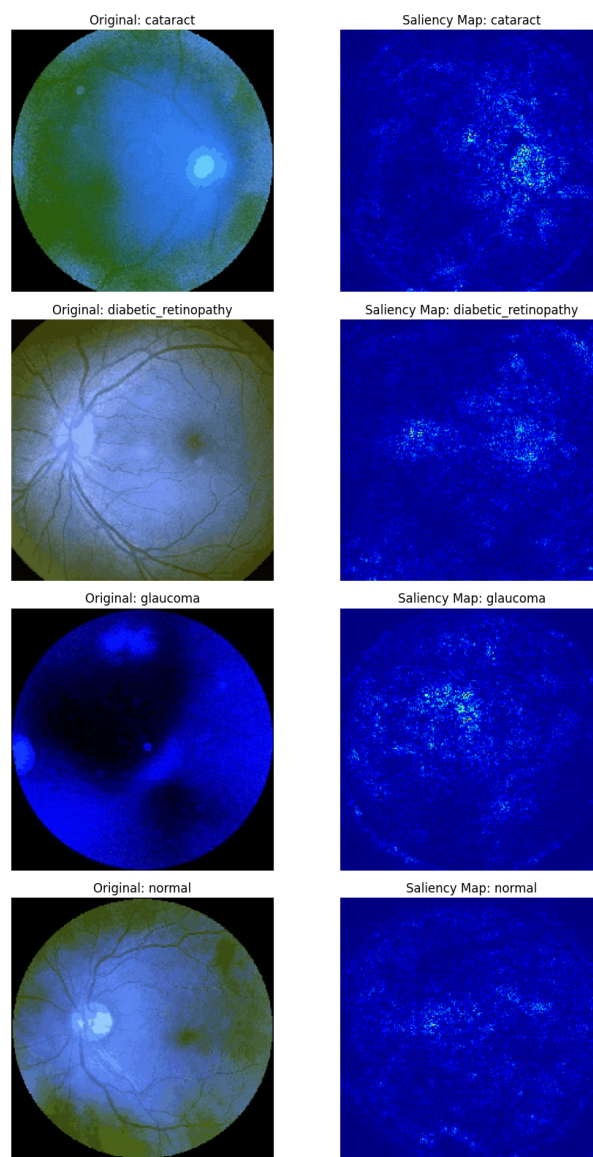 Original: cataract
Saliency Map: cataract
Original: diabetic_retinopathy
Saliency Map: diabetic_retinopathy
Original: glaucoma
Saliency Map: glaucoma
Original: normal
Saliency Map: normal